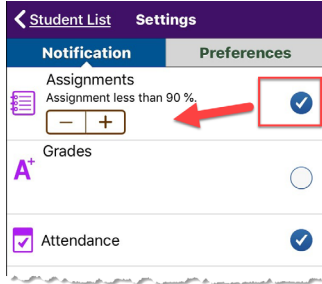 Student List Settings
Notification Preferences
Assignments
Assignment less than 90 %.
− +
Grades
A+
Attendance